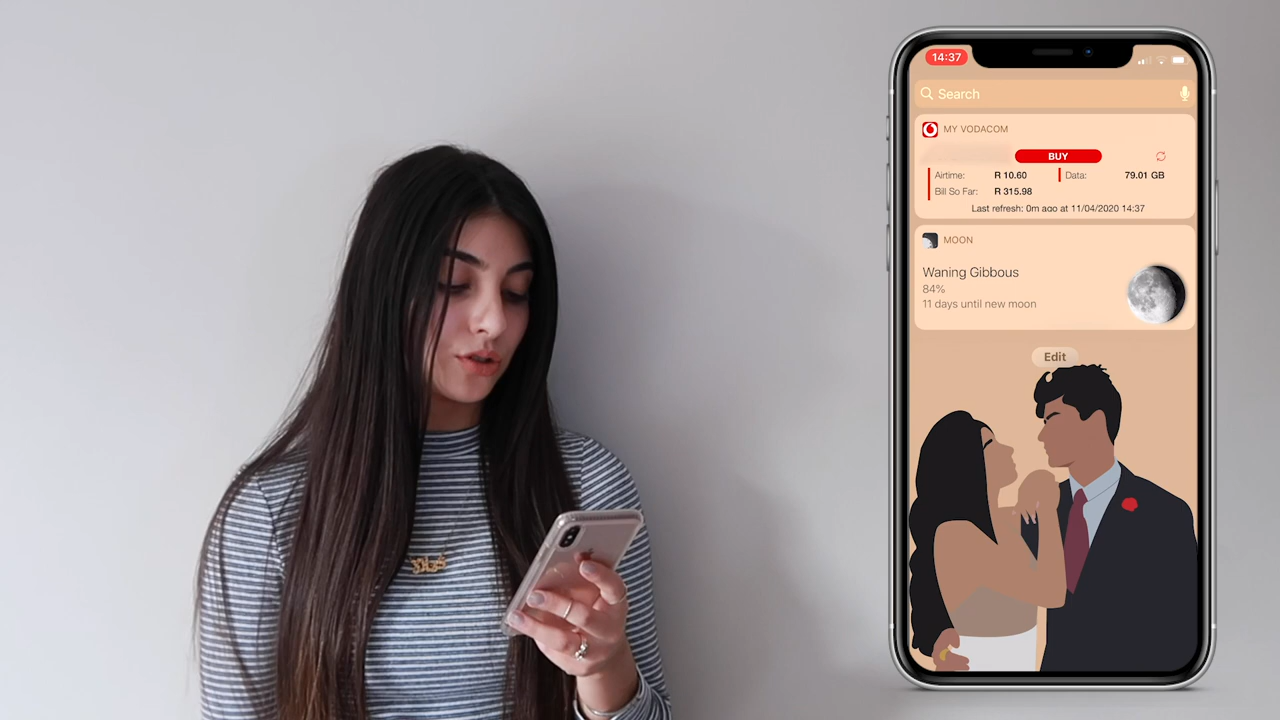 14:37
Search
MY VODACOM
BUY
Airtime: R 10.60 Data: 79.01 GB
Bill So Far: R 315.98
Last refresh: 0m ago at 11/04/2020 14:37
MOON
Waning Gibbous
84%
11 days until new moon
Edit